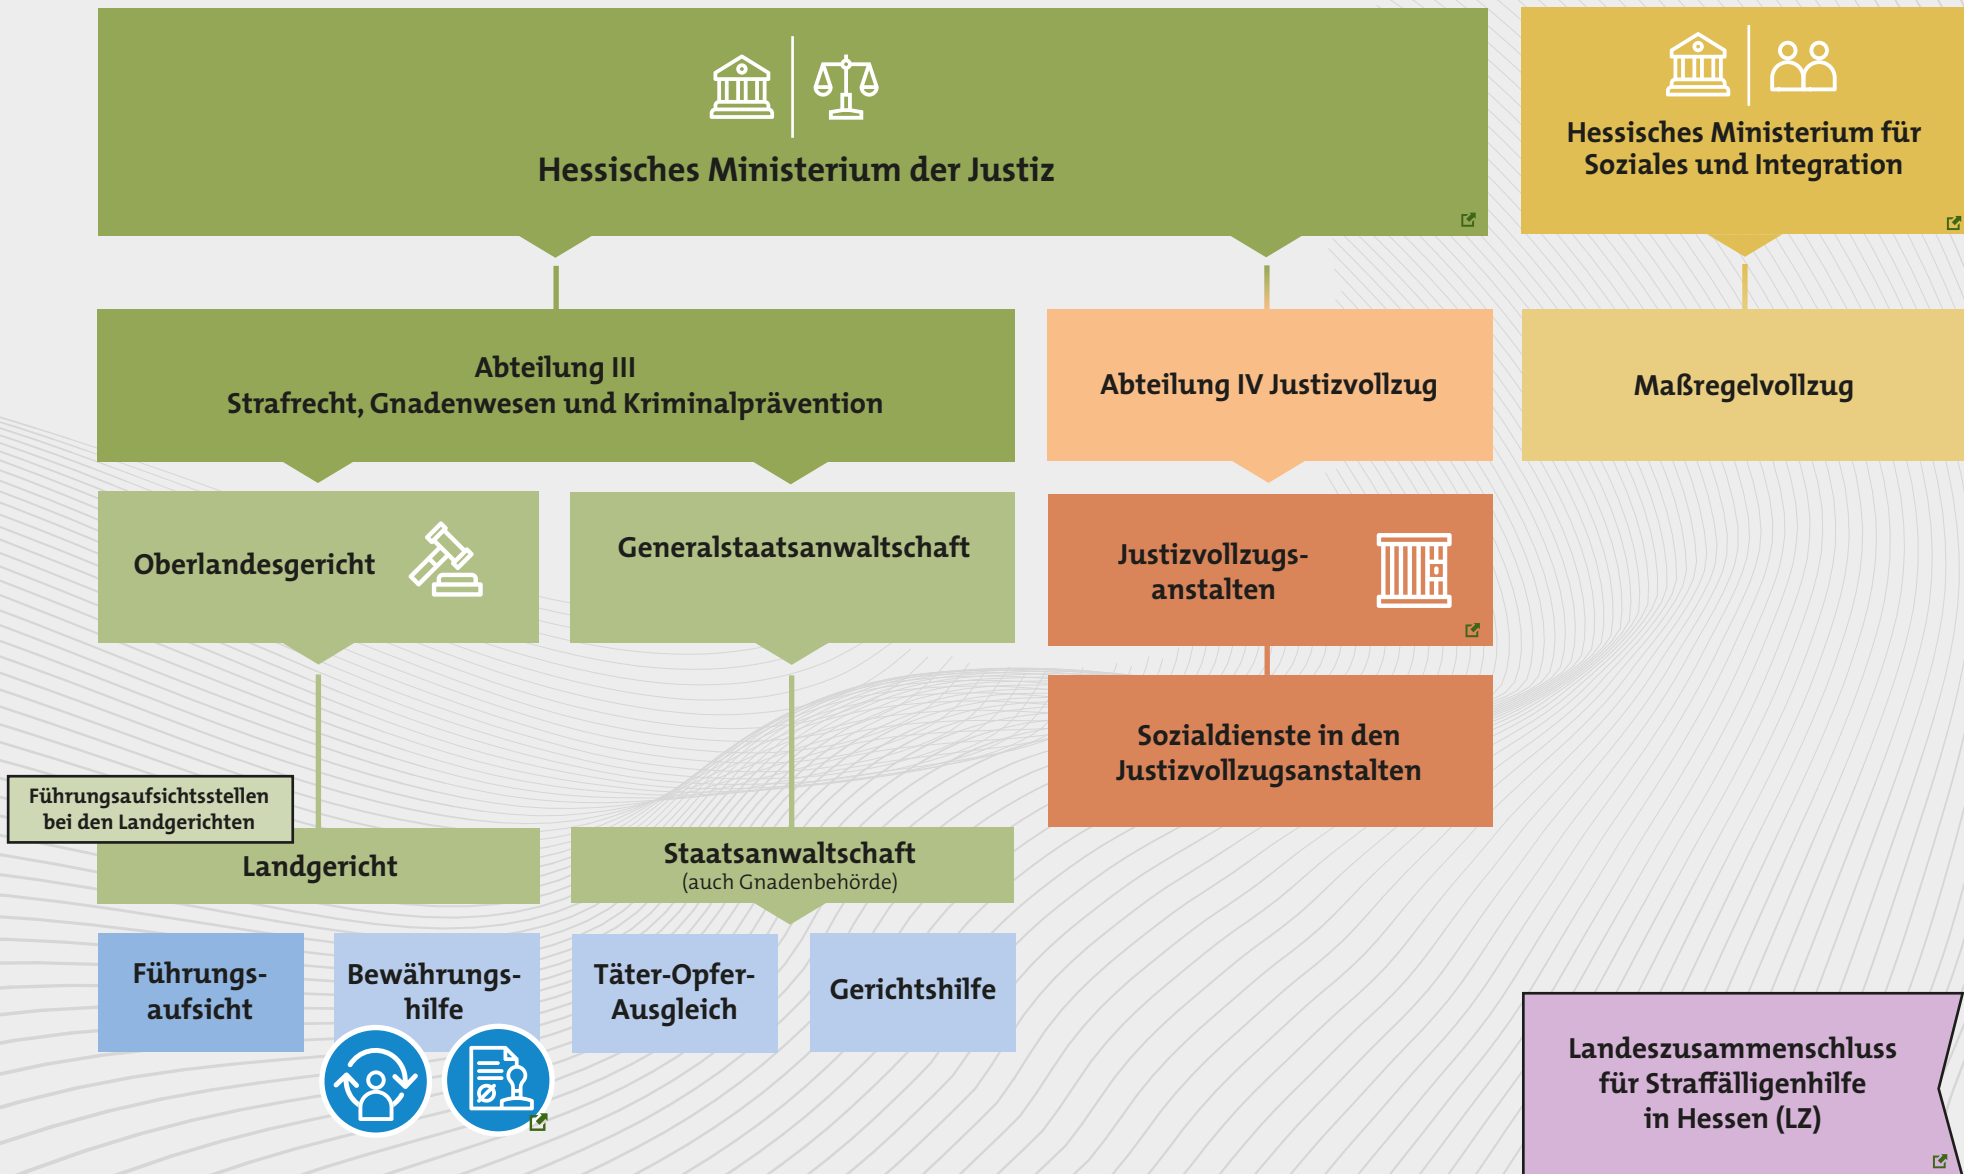 Hessisches Ministerium der Justiz
Hessisches Ministerium für
Soziales und Integration
Abteilung III
Strafrecht, Gnadenwesen und Kriminalprävention
Abteilung IV Justizvollzug
Maßregelvollzug
Oberlandesgericht
Generalstaatsanwaltschaft
Justizvollzugs-
anstalten
Sozialdienste in den
Justizvollzugsanstalten
Führungsaufsichtsstellen
bei den Landgerichten
Landgericht
Staatsanwaltschaft
(auch Gnadenbehörde)
Führungs-
aufsicht
Bewährungs-
hilfe
Täter-Opfer-
Ausgleich
Gerichtshilfe
Landeszusammenschluss
für Straffälligenhilfe
in Hessen (LZ)